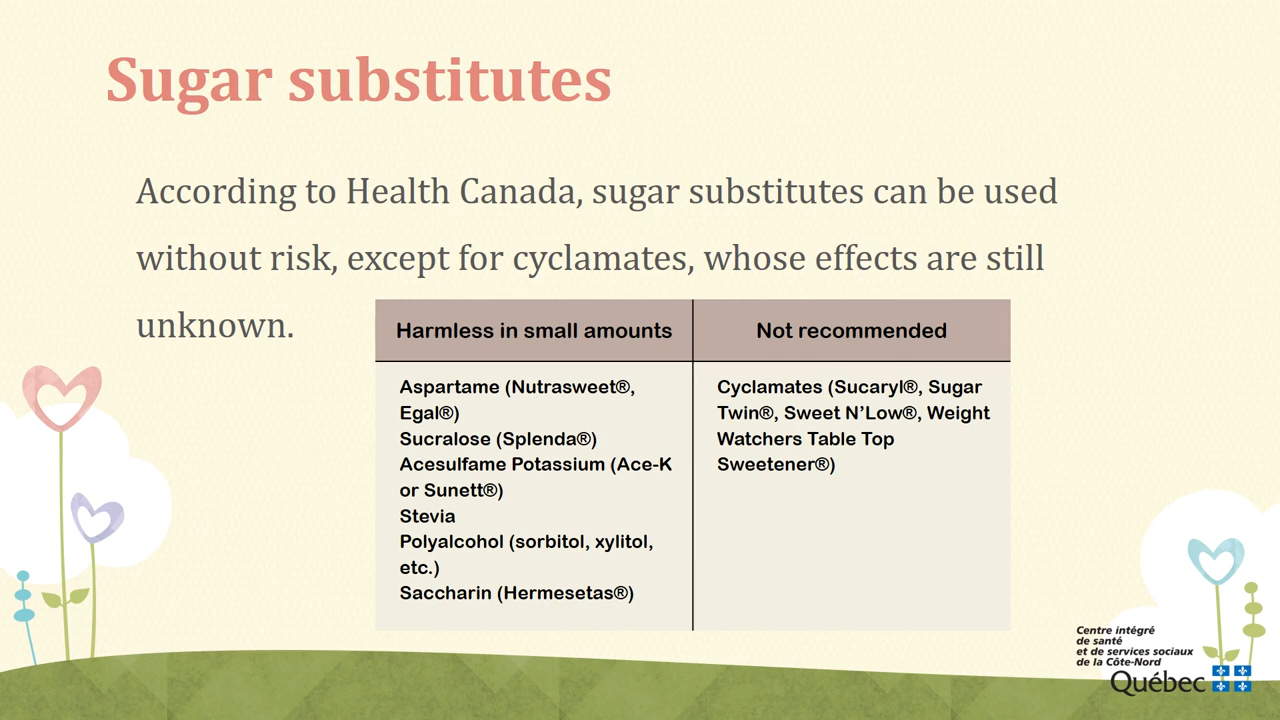 Sugar substitutes
According to Health Canada, sugar substitutes can be used
without risk, except for cyclamates, whose effects are still
unknown.
Harmless in small amounts
Not recommended
Aspartame (Nutrasweet®,
Egal®)
Sucralose (Splenda®)
Acesulfame Potassium (Ace-K
or Sunett®)
Stevia
Polyalcohol (sorbitol, xylitol,
etc.)
Saccharin (Hermesetas®)
Cyclamates (Sucaryl®, Sugar
Twin®, Sweet N’Low®, Weight
Watchers Table Top
Sweetener®)
Centre intégré
de santé
et de services sociaux
de la Côte-Nord
Québec